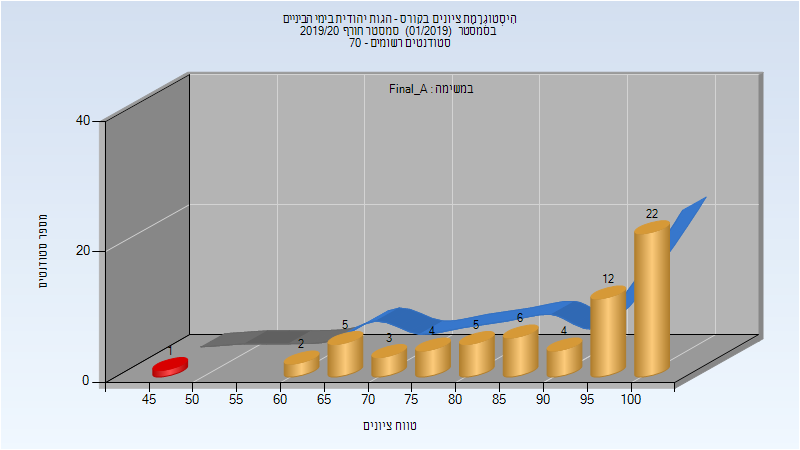 הִיסְטוֹגְרָמַת ציונים בקורס - הגות יהודית בימי הביניים
בסמסטר (01/2019) סמסטר חורף 2019/20
סטודנטים רשומים - 70
במשימה : Final_A
מספר סטודנטים
40
20
0
1
2
5
3
4
5
6
4
12
22
45 50 55 60 65 70 75 80 85 90 95 100
טווח ציונים